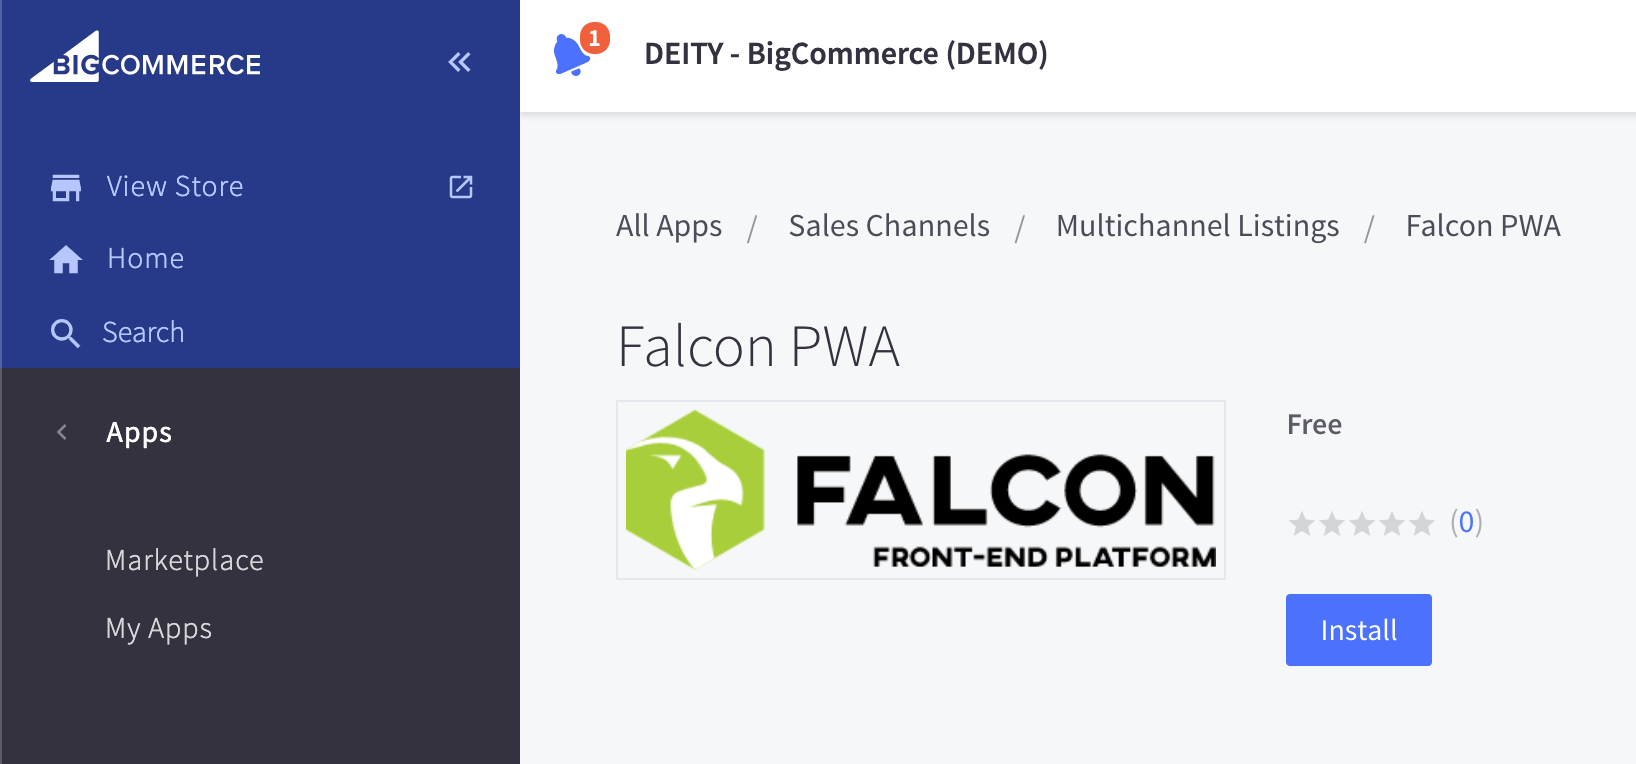 BIGCOMMERCE
View Store
Home
Search
Apps
Marketplace
My Apps
1
DEITY - BigCommerce (DEMO)
All Apps / Sales Channels / Multichannel Listings / Falcon PWA
Falcon PWA
FALCON
FRONT-END PLATFORM
Free
(0)
Install